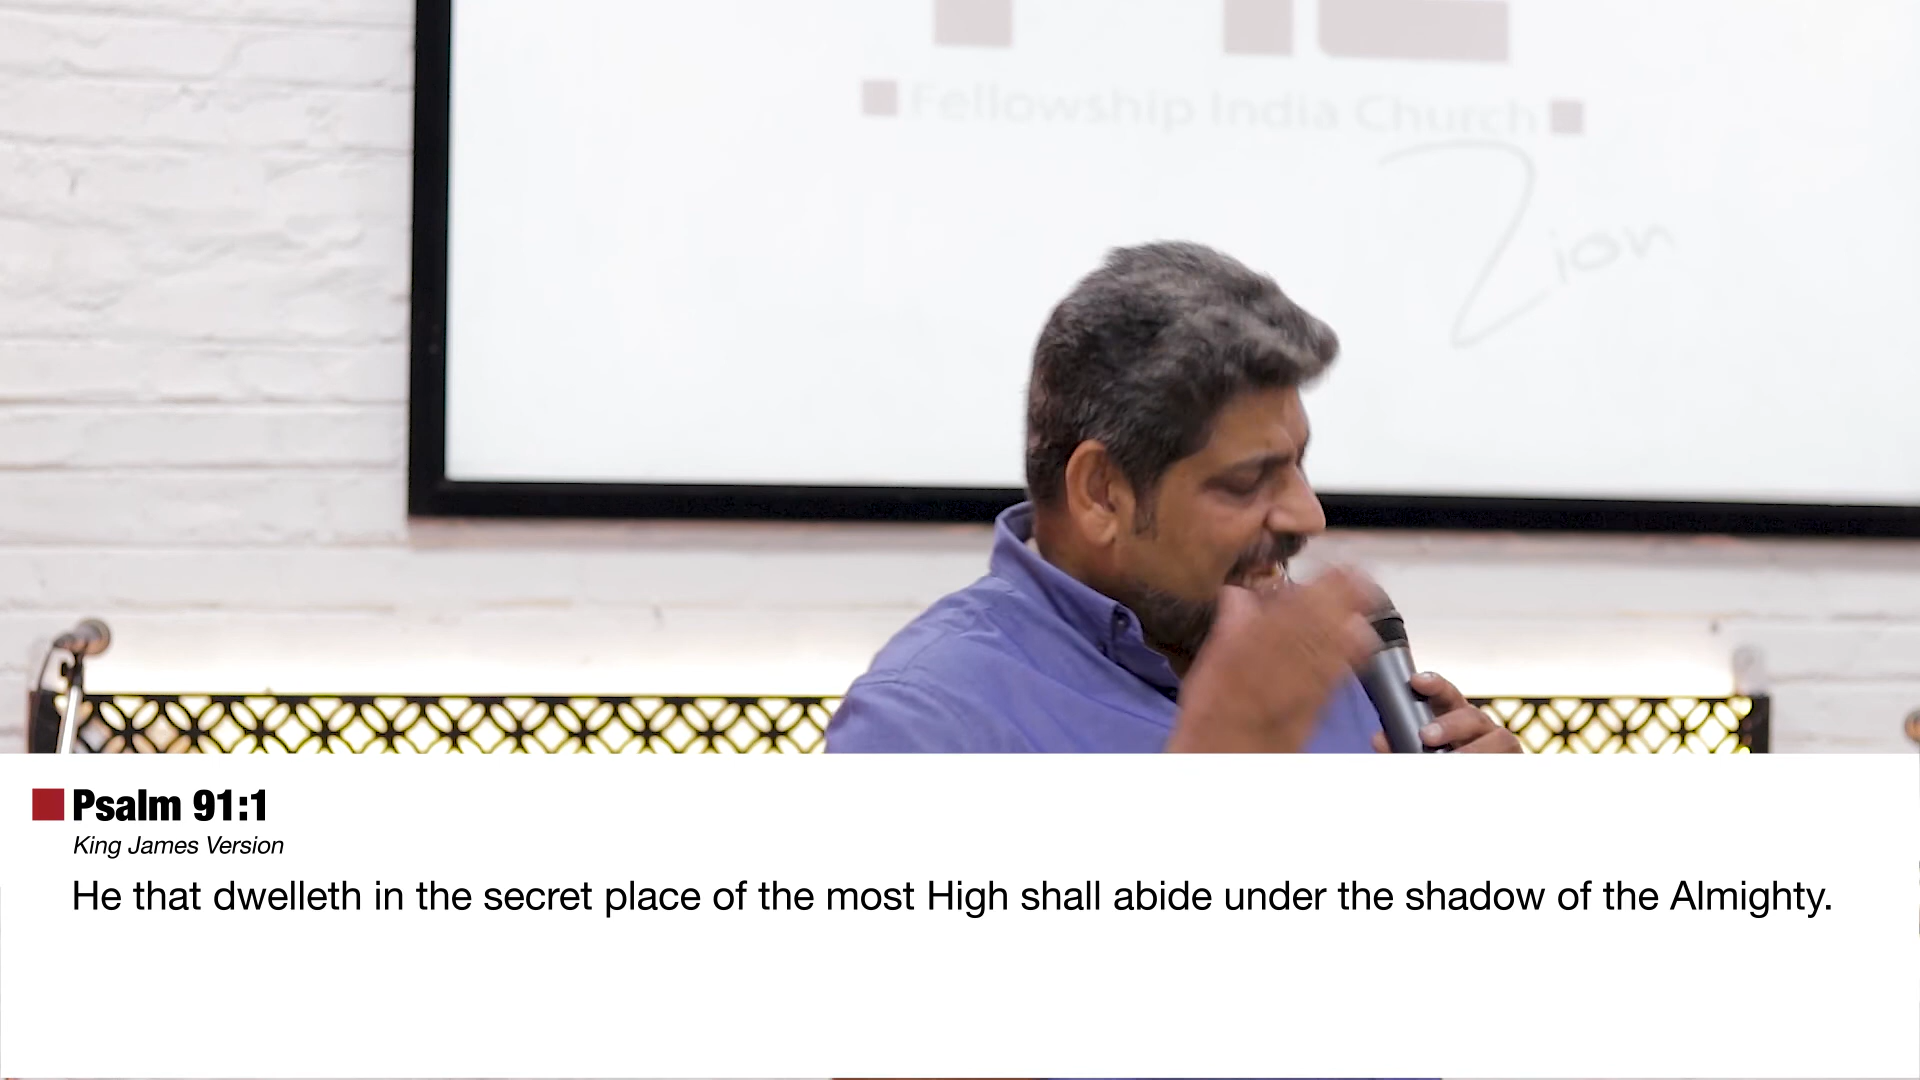 Fellowship India Church
Zion
Psalm 91:1
King James Version
He that dwelleth in the secret place of the most High shall abide under the shadow of the Almighty.